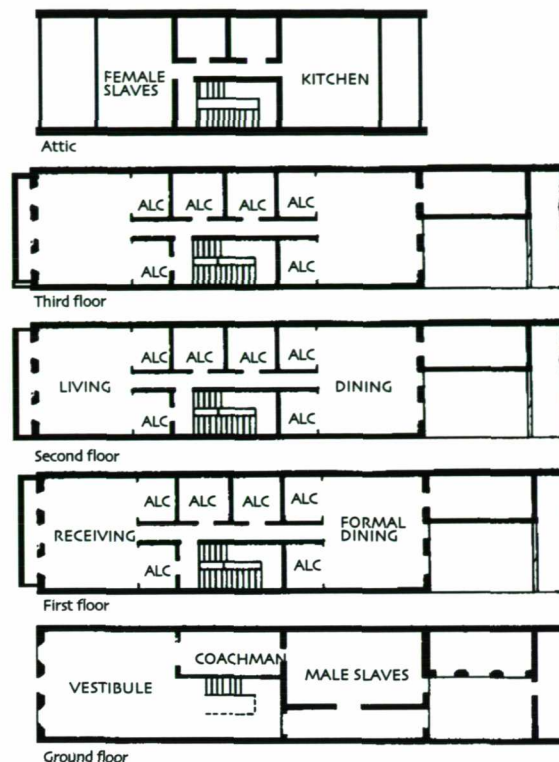 FEMALE
SLAVES
KITCHEN
Attic
ALC ALC ALC ALC
ALC ALC
Third floor
ALC ALC ALC ALC
LIVING DINING
ALC ALC
Second floor
ALC ALC ALC ALC
RECEIVING FORMAL
DINING
ALC ALC
First floor
COACHMAN
VESTIBULE MALE SLAVES
Ground floor